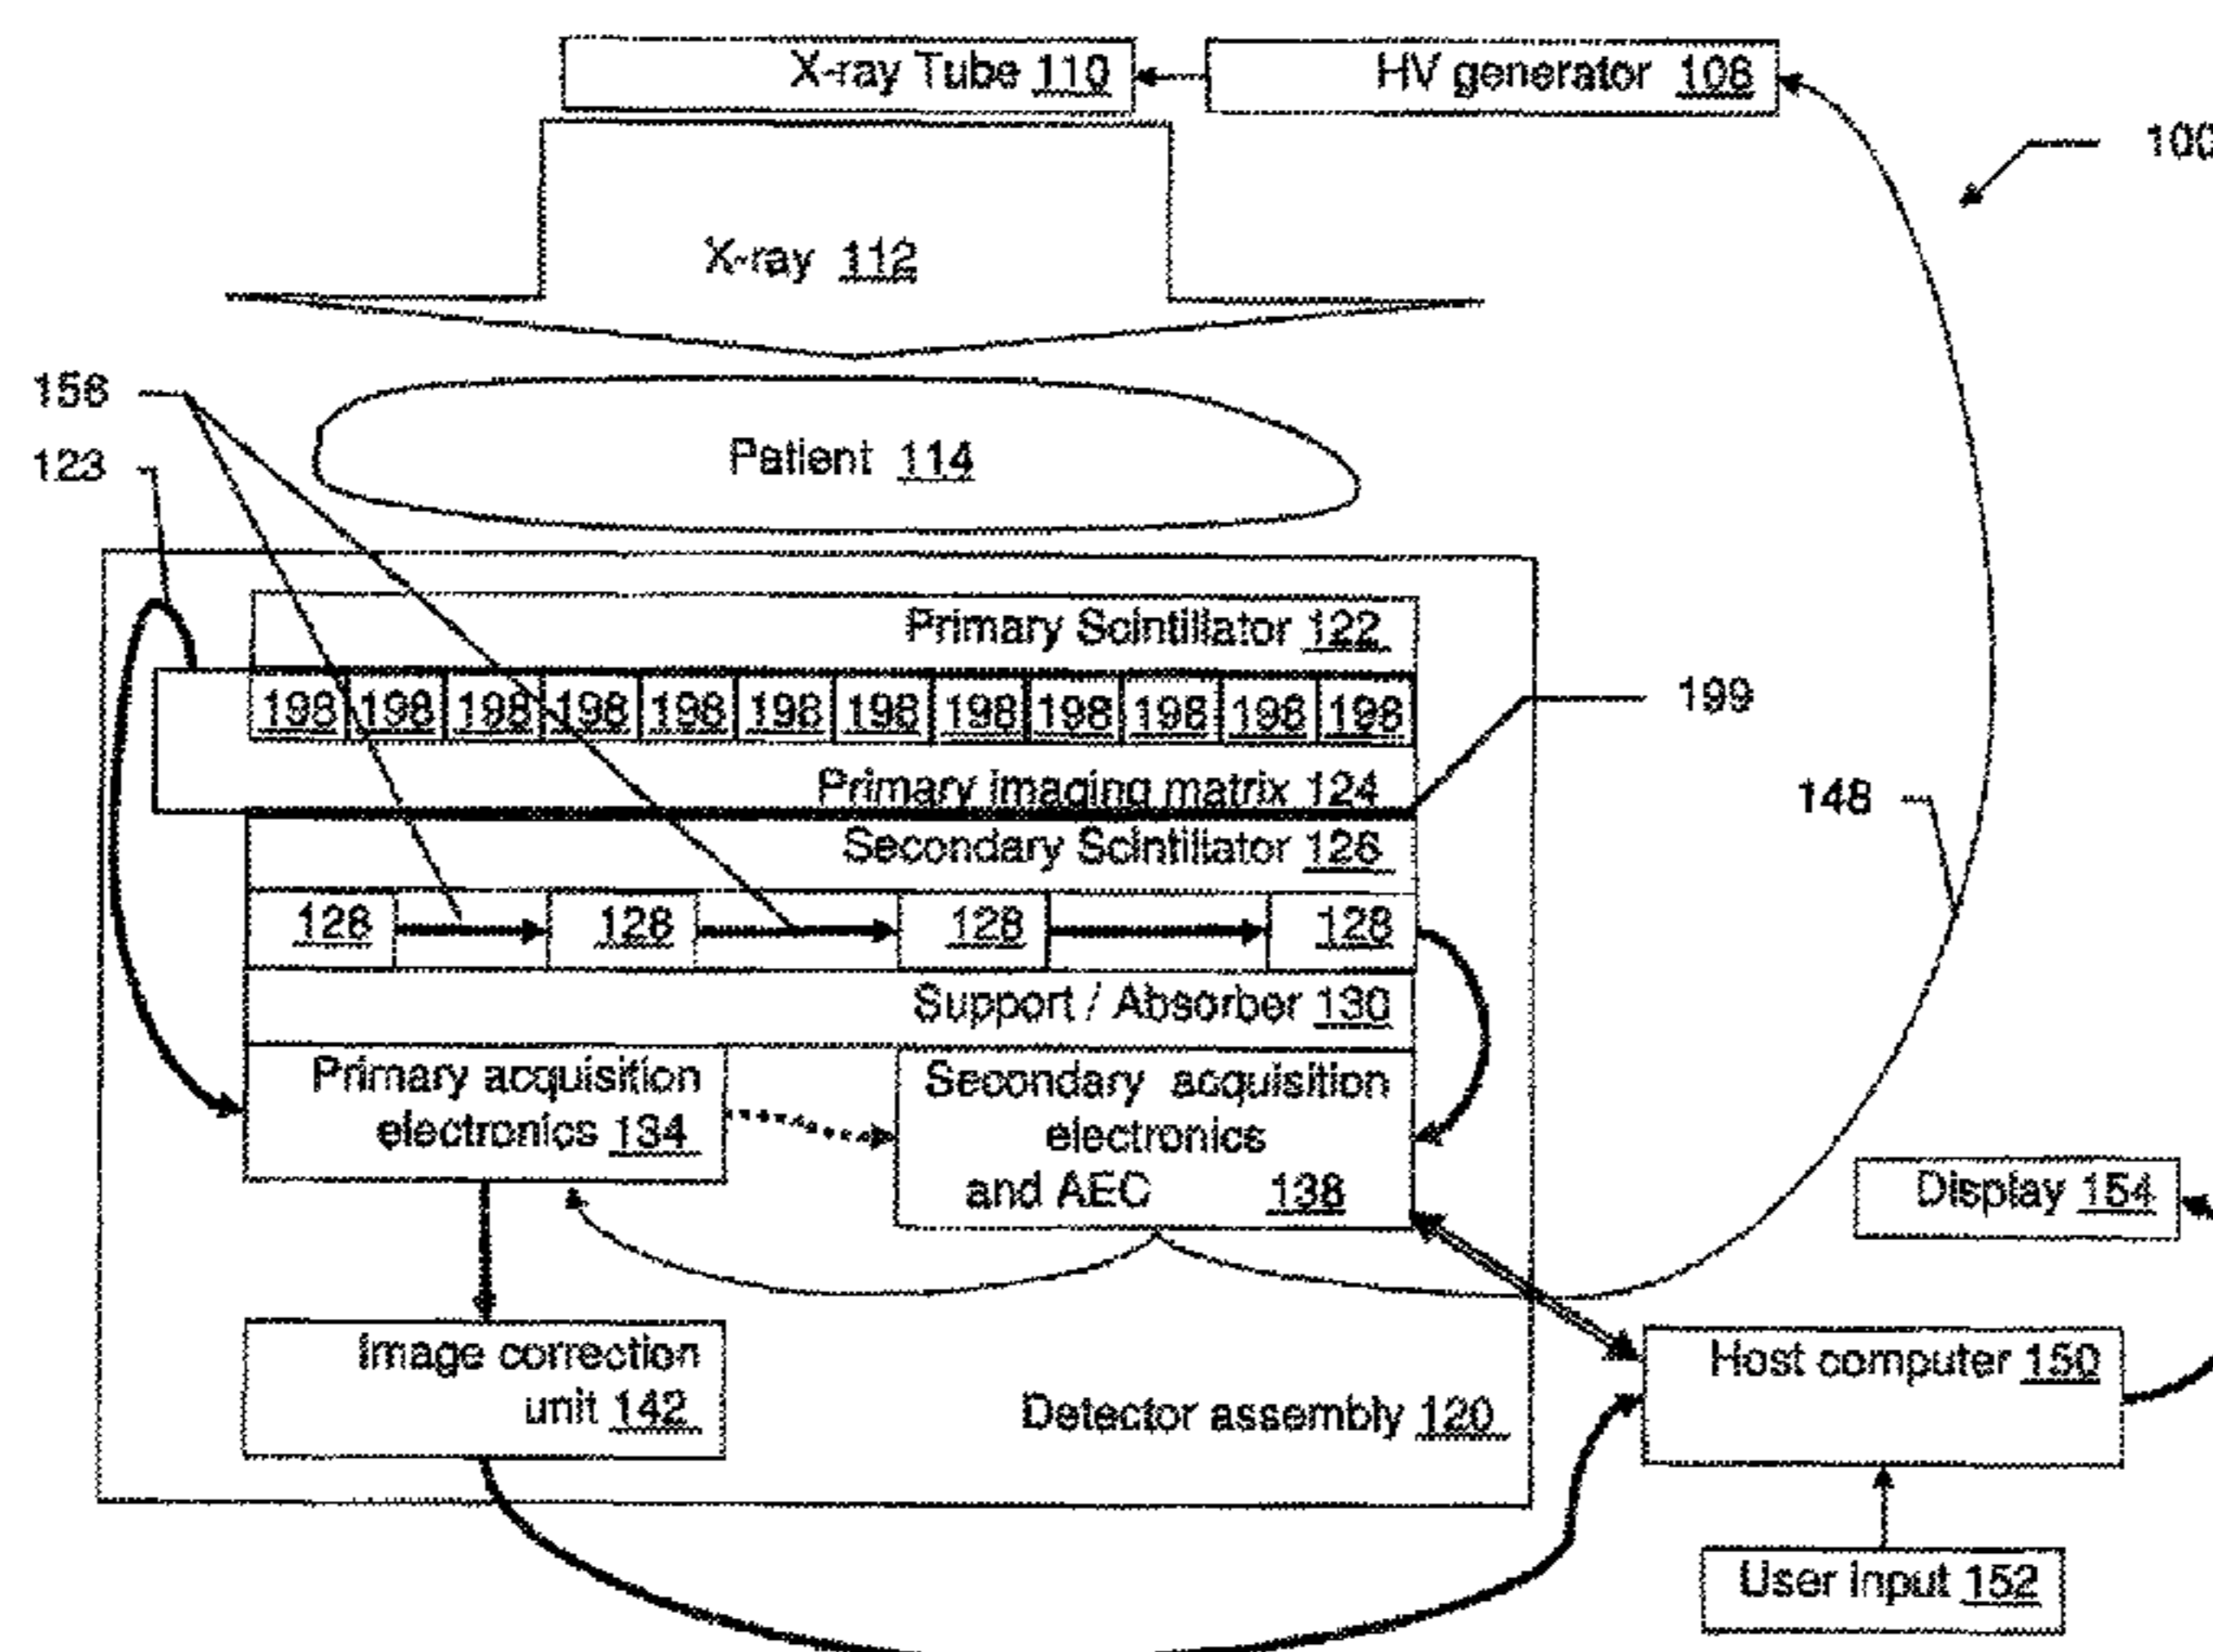 X-ray Tube 110
HV generator 108
100
X-ray 112
156
123
Patient 114
Primary Scintillator 122
198 198 198 198 198 198 198 198 198 198 198 198
199
Primary imaging matrix 124
148
Secondary Scintillator 126
128 128 128 128
Support / Absorber 130
Primary acquisition
electronics 134
Secondary acquisition
electronics
and AEC 138
Display 154
Image correction
unit 142
Detector assembly 120
Host computer 150
User input 152